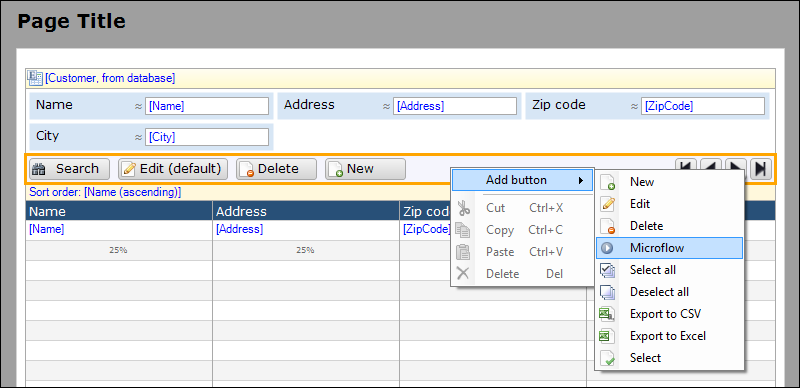 Page Title
[Customer, from database]
Name ≈ [Name] Address ≈ [Address] Zip code ≈ [ZipCode]
City ≈ [City]
Search Edit (default) Delete New
Sort order: [Name (ascending)]
Name Address Zip cod
[Name] [Address] [ZipCode]
25% 25%
Add button
Cut Ctrl+X
Copy Ctrl+C
Paste Ctrl+V
Delete Del
New
Edit
Delete
Microflow
Select all
Deselect all
Export to CSV
Export to Excel
Select